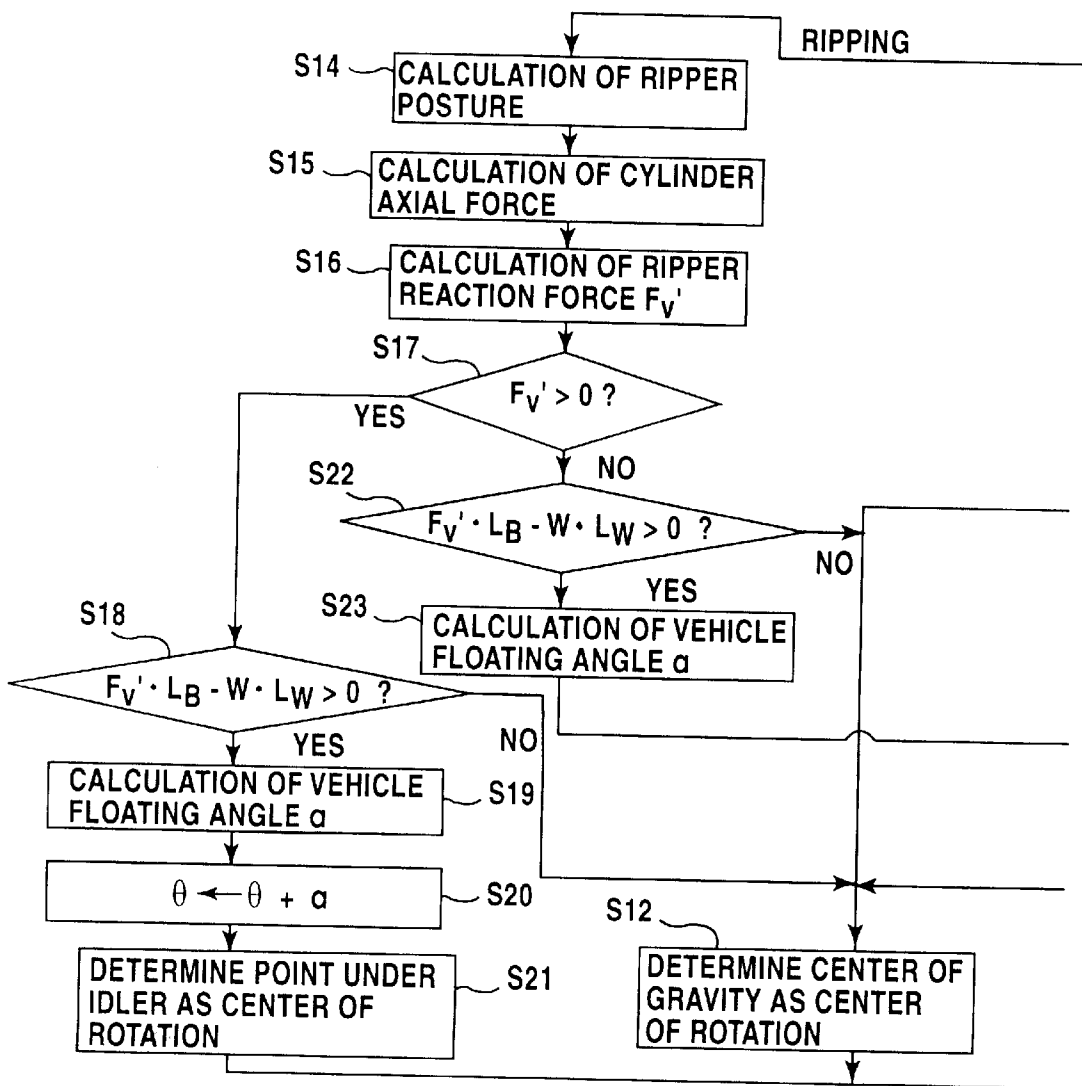 RIPPING
S14
CALCULATION OF RIPPER
POSTURE
S15
CALCULATION OF CYLINDER
AXIAL FORCE
S16
CALCULATION OF RIPPER
REACTION FORCE FV'
S17
FV' > 0 ?
YES
NO
S22
FV' · LB - W · LW > 0 ?
NO
YES
S23
CALCULATION OF VEHICLE
FLOATING ANGLE α
S18
FV' · LB - W · LW > 0 ?
YES
NO
CALCULATION OF VEHICLE
FLOATING ANGLE α
S19
θ ← θ + α
S20
DETERMINE POINT UNDER
IDLER AS CENTER OF
ROTATION
S21
S12
DETERMINE CENTER OF
GRAVITY AS CENTER
OF ROTATION